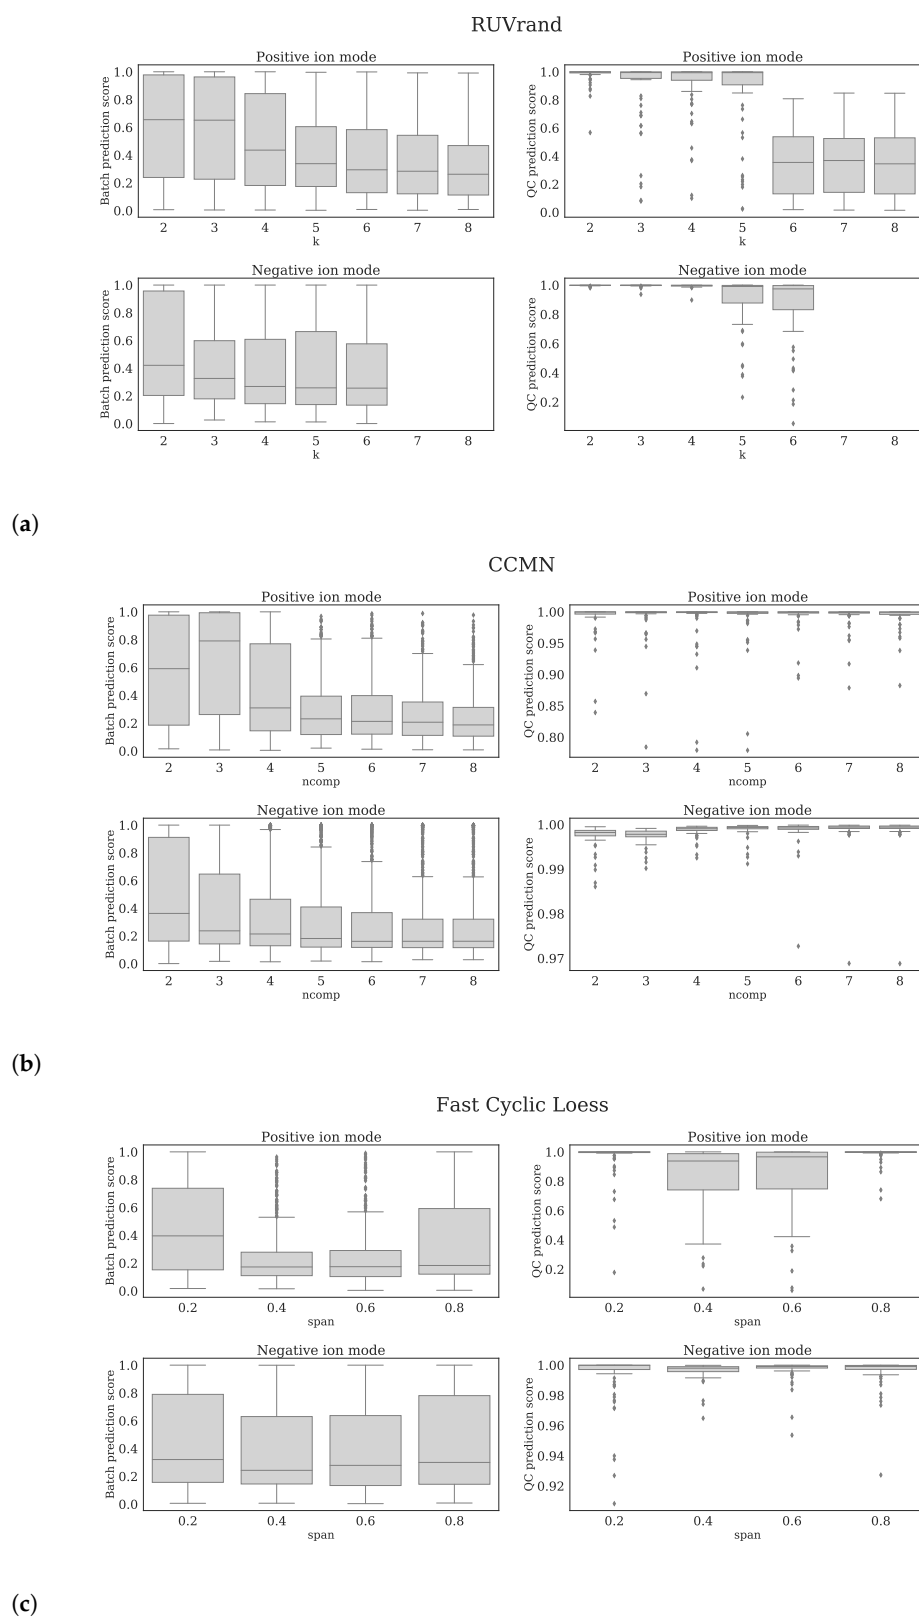 RUVrand
Positive ion mode
Batch prediction score
1.0
0.8
0.6
0.4
0.2
0.0
2 3 4 5 6 7 8
k
Positive ion mode
QC prediction score
1.0
0.8
0.6
0.4
0.2
0.0
2 3 4 5 6 7 8
k
Negative ion mode
Batch prediction score
1.0
0.8
0.6
0.4
0.2
0.0
2 3 4 5 6 7 8
k
Negative ion mode
QC prediction score
1.0
0.8
0.6
0.4
0.2
2 3 4 5 6 7 8
k
(a)
CCMN
Positive ion mode
Batch prediction score
1.0
0.8
0.6
0.4
0.2
0.0
2 3 4 5 6 7 8
ncomp
Positive ion mode
QC prediction score
1.00
0.95
0.90
0.85
0.80
2 3 4 5 6 7 8
ncomp
Negative ion mode
Batch prediction score
1.0
0.8
0.6
0.4
0.2
0.0
2 3 4 5 6 7 8
ncomp
Negative ion mode
QC prediction score
1.00
0.99
0.98
0.97
2 3 4 5 6 7 8
ncomp
(b)
Fast Cyclic Loess
Positive ion mode
Batch prediction score
1.0
0.8
0.6
0.4
0.2
0.0
0.2 0.4 0.6 0.8
span
Positive ion mode
QC prediction score
1.0
0.8
0.6
0.4
0.2
0.2 0.4 0.6 0.8
span
Negative ion mode
Batch prediction score
1.0
0.8
0.6
0.4
0.2
0.0
0.2 0.4 0.6 0.8
span
Negative ion mode
QC prediction score
1.00
0.98
0.96
0.94
0.92
0.2 0.4 0.6 0.8
span
(c)